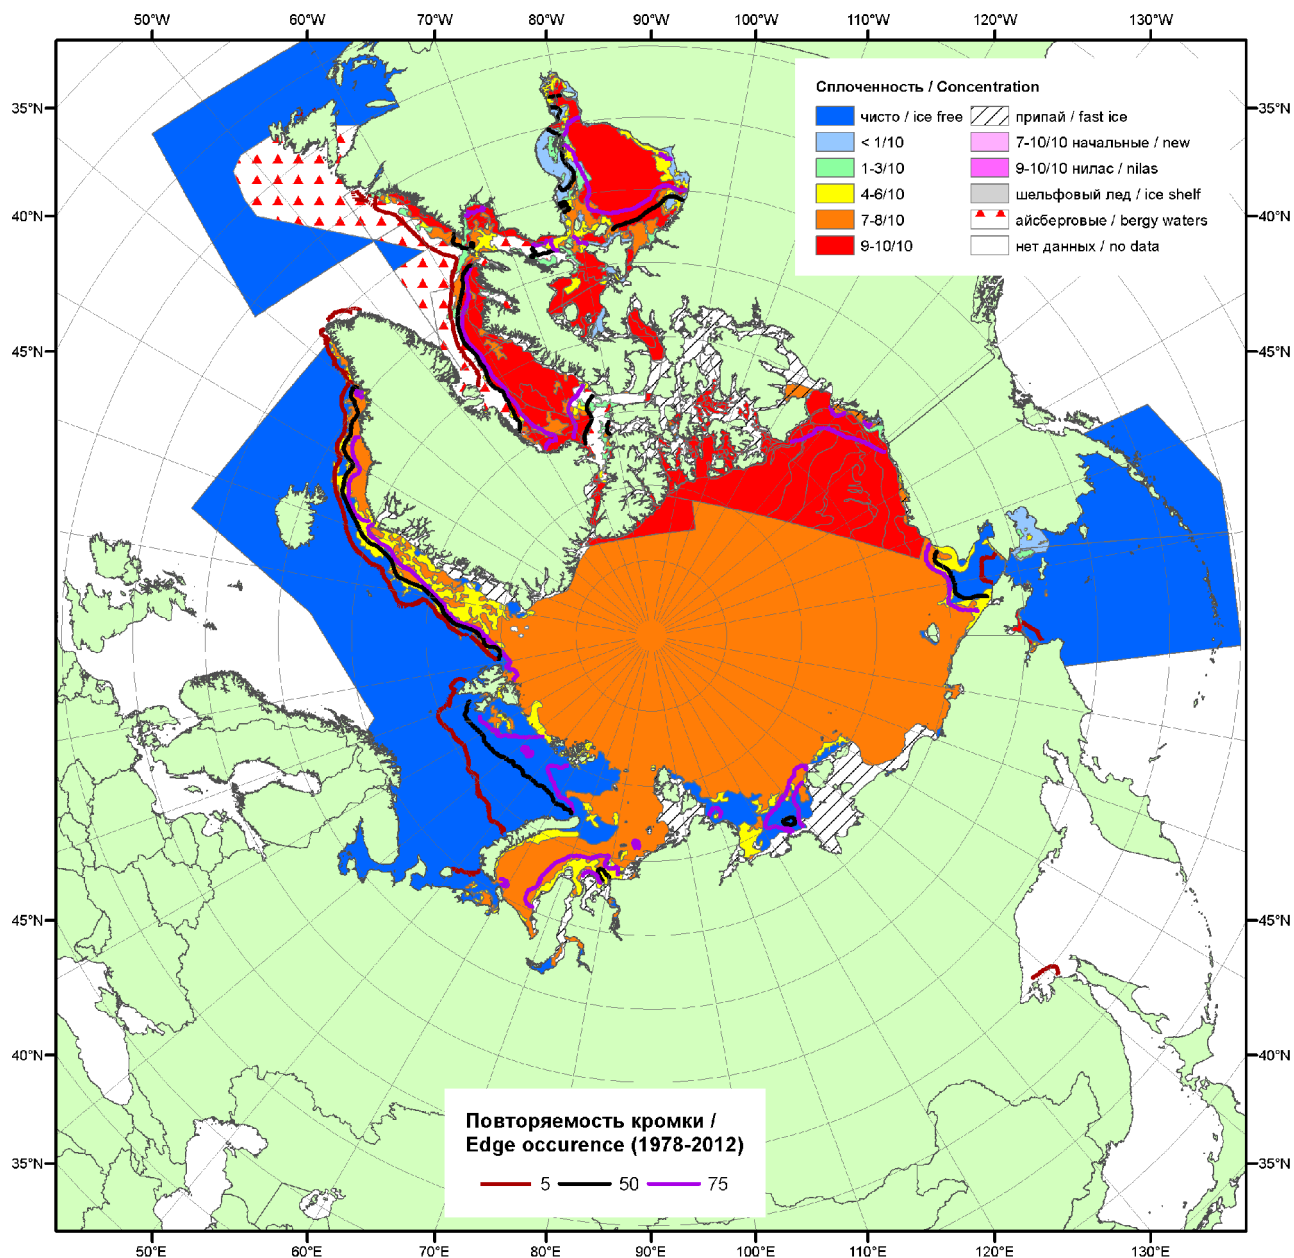 50°W 60°W 70°W 80°W 90°W 100°W 110°W 120°W 130°W
35°N 35°N
40°N 40°N
45°N 45°N
Сплоченность / Concentration
чисто / ice free припай / fast ice
< 1/10 7-10/10 начальные / new
1-3/10 9-10/10 нилас / nilas
4-6/10 шельфовый лед / ice shelf
7-8/10 айсберговые / bergy waters
9-10/10 нет данных / no data
45°N 45°N
40°N 40°N
35°N 35°N
Повторяемость кромки /
Edge occurence (1978-2012)
5 50 75
50°E 60°E 70°E 80°E 90°E 100°E 110°E 120°E 130°E